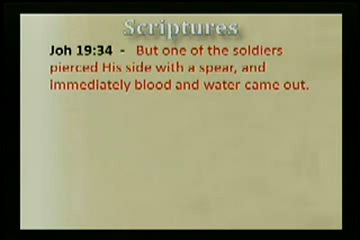 Scriptures
Joh 19:34 - But one of the soldiers
pierced His side with a spear, and
immediately blood and water came out.